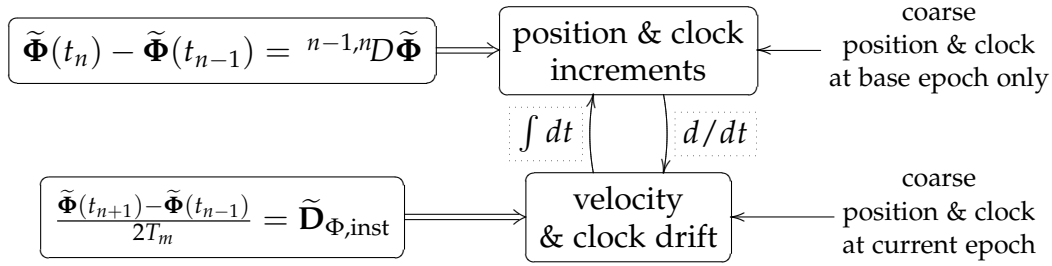 Φ̃(tₙ) − Φ̃(tₙ₋₁) = ⁿ⁻¹,ⁿDΦ̃
position & clock
increments
coarse
position & clock
at base epoch only
∫ dt
d/dt
(Φ̃(tₙ₊₁)−Φ̃(tₙ₋₁))/(2Tₘ) = D̃_Φ,inst
velocity
& clock drift
coarse
position & clock
at current epoch